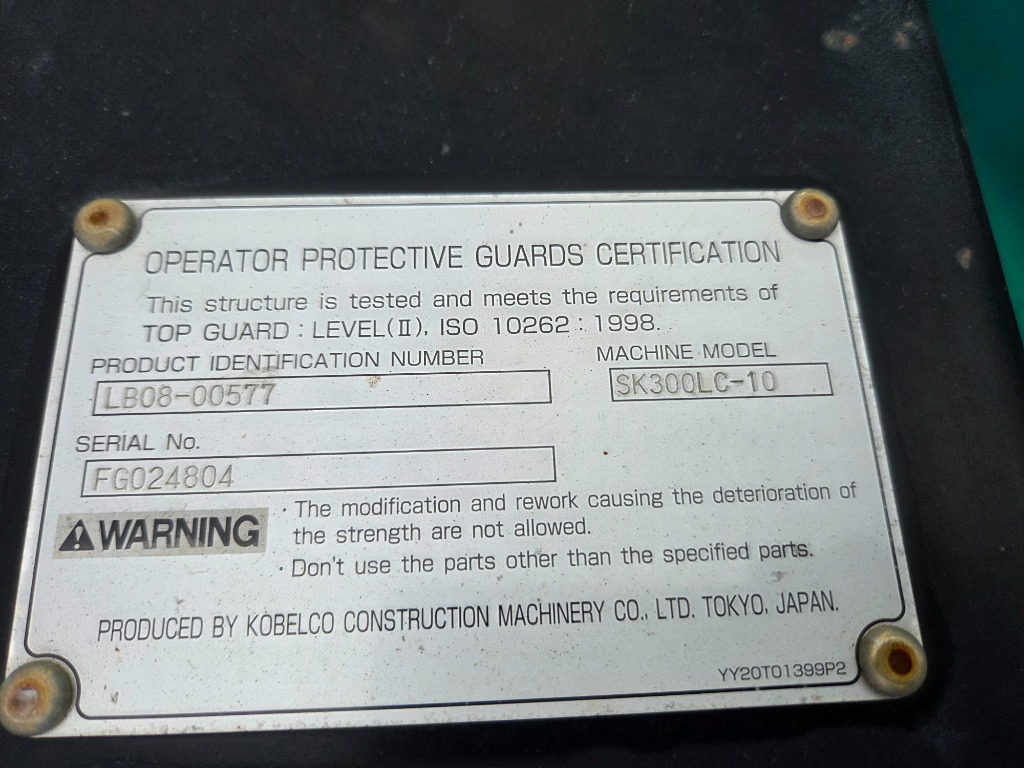 OPERATOR PROTECTIVE GUARDS CERTIFICATION
This structure is tested and meets the requirements of
TOP GUARD : LEVEL(Ⅱ), ISO 10262 : 1998.
PRODUCT IDENTIFICATION NUMBER
MACHINE MODEL
LB08-00577
SK300LC-10
SERIAL No.
FG024804
WARNING
· The modification and rework causing the deterioration of
the strength are not allowed.
· Don't use the parts other than the specified parts.
PRODUCED BY KOBELCO CONSTRUCTION MACHINERY CO., LTD. TOKYO, JAPAN.
YY20T01399P2